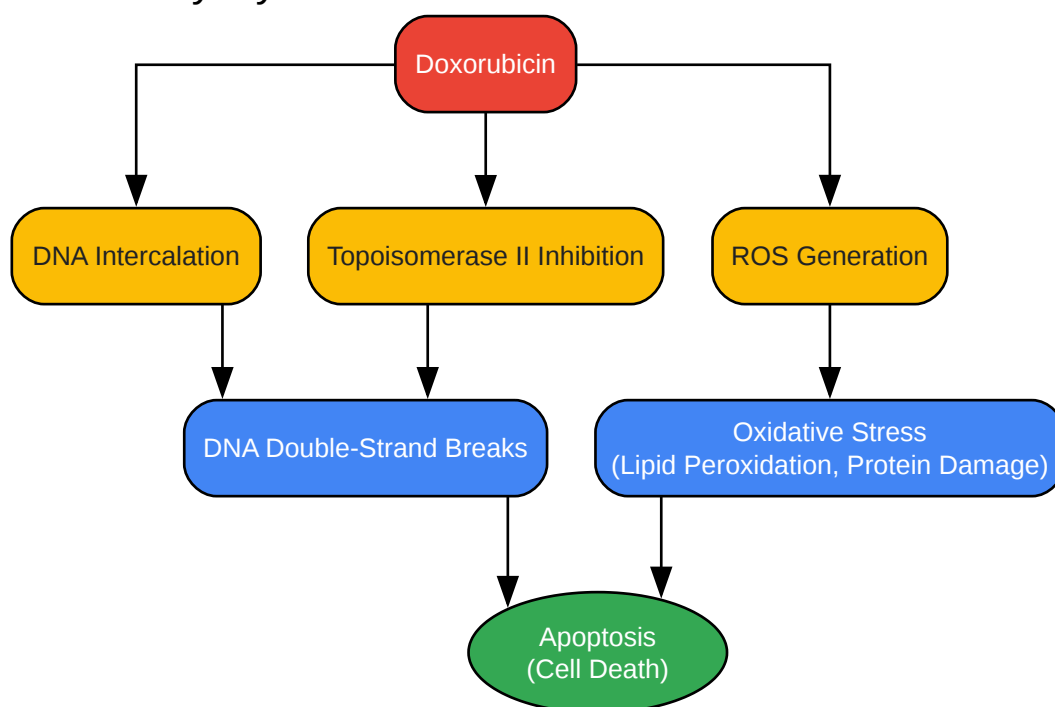 Doxorubicin
DNA Intercalation
Topoisomerase II Inhibition
ROS Generation
DNA Double-Strand Breaks
Oxidative Stress
(Lipid Peroxidation, Protein Damage)
Apoptosis
(Cell Death)